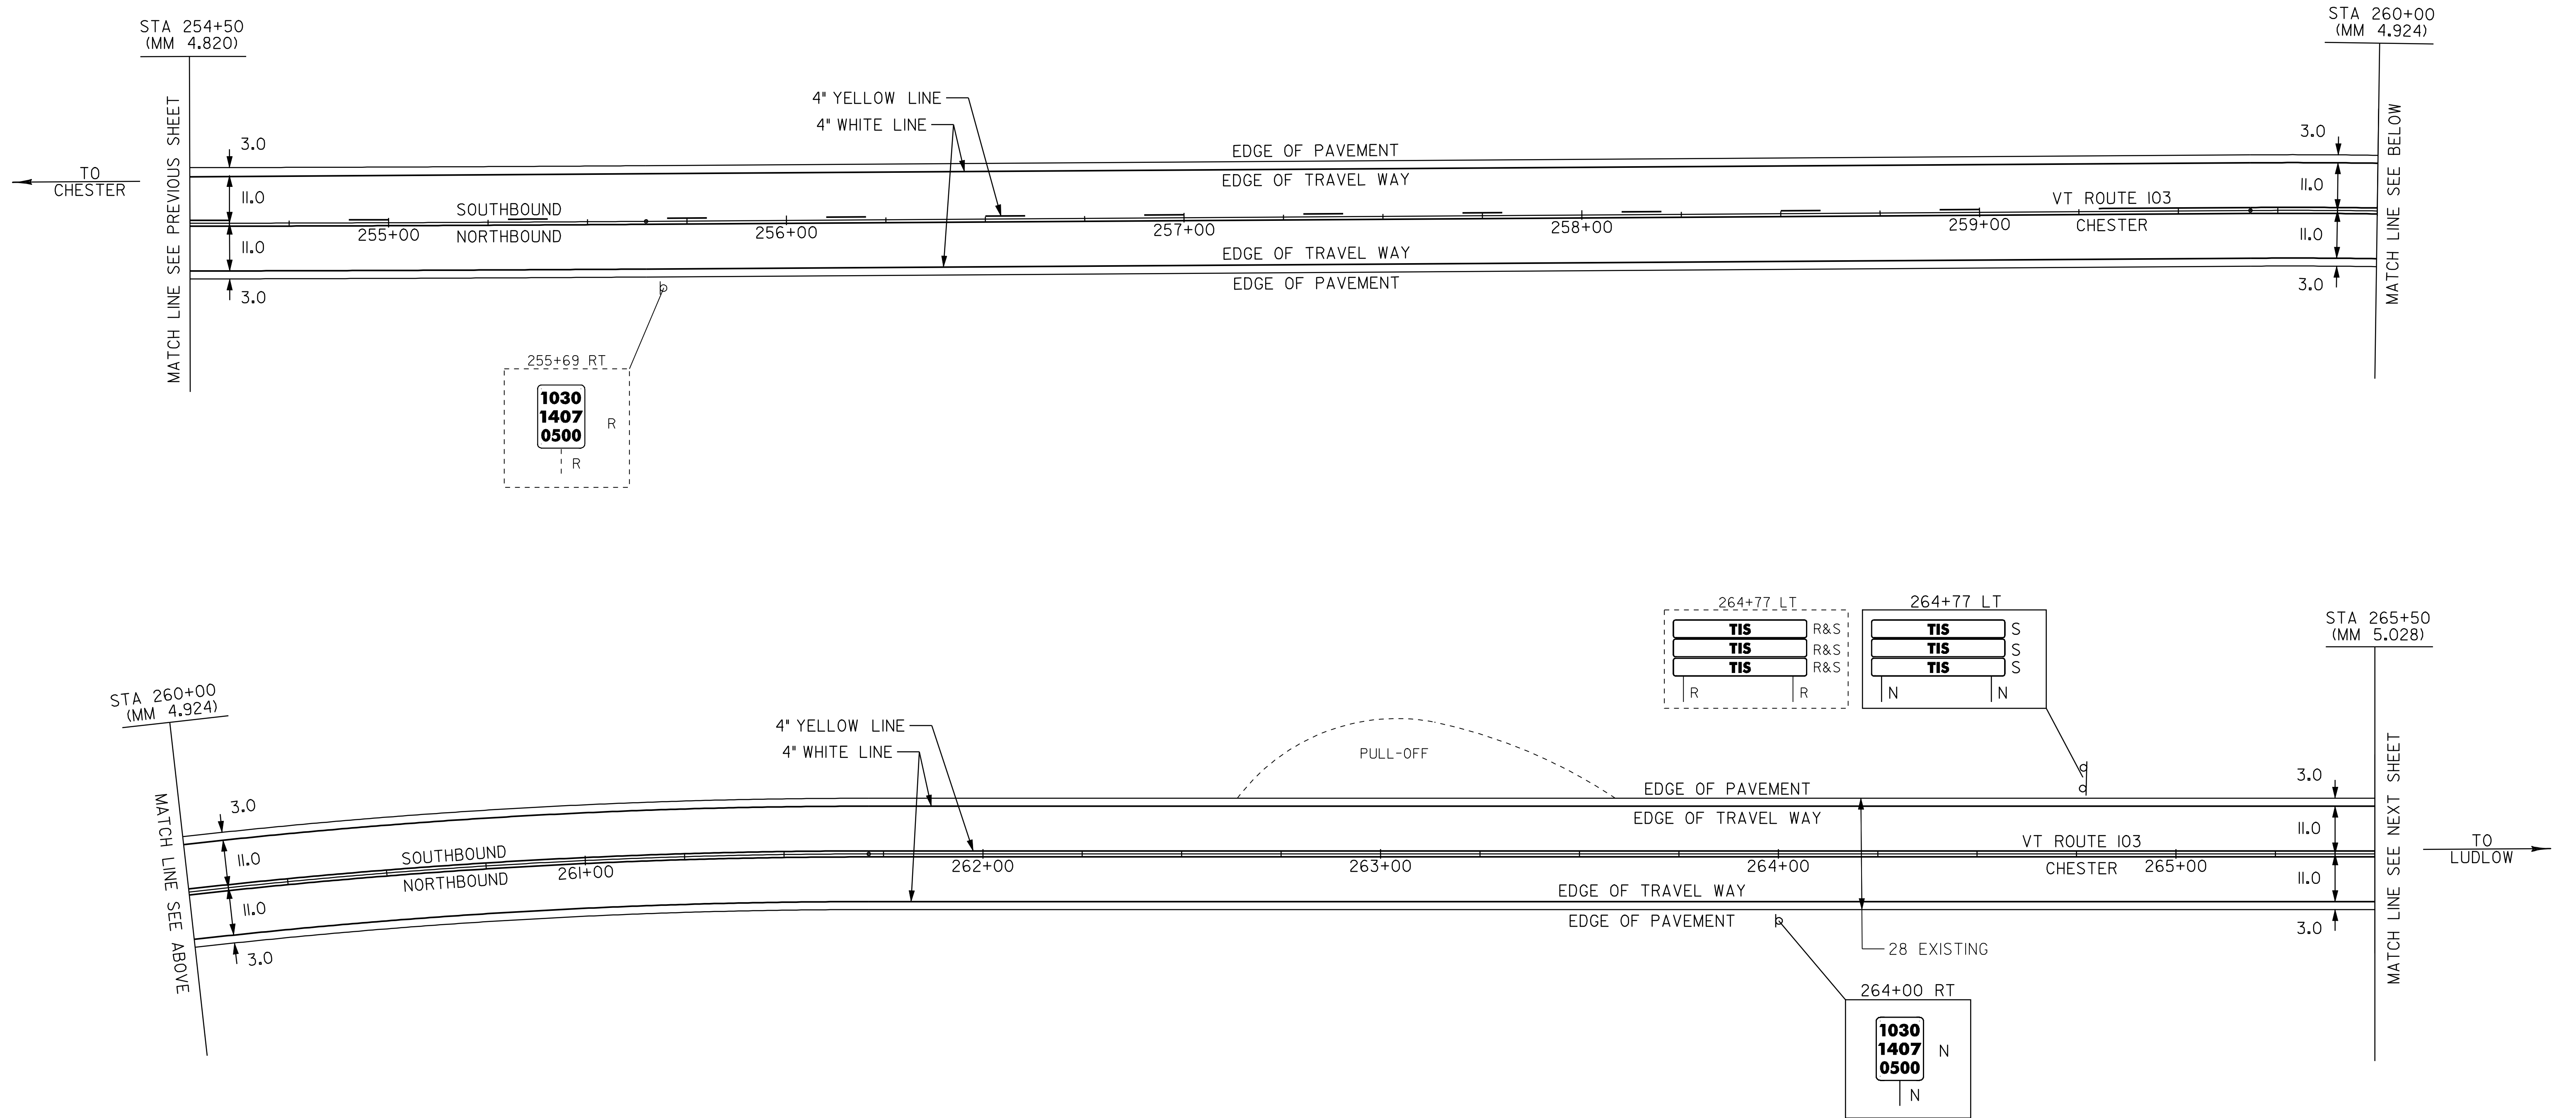 STA 254+50
(MM 4.820)
STA 260+00
(MM 4.924)
MATCH LINE SEE PREVIOUS SHEET
MATCH LINE SEE BELOW
4" YELLOW LINE
4" WHITE LINE
3.0
3.0
EDGE OF PAVEMENT
TO
CHESTER
EDGE OF TRAVEL WAY
11.0
11.0
SOUTHBOUND
VT ROUTE 103
255+00
256+00
257+00
258+00
259+00
NORTHBOUND
CHESTER
11.0
11.0
EDGE OF TRAVEL WAY
EDGE OF PAVEMENT
3.0
3.0
255+69 RT
1030
1407
0500
R
R
264+77 LT
TIS R&S
TIS R&S
TIS R&S
R R
264+77 LT
TIS S
TIS S
TIS S
N N
STA 265+50
(MM 5.028)
STA 260+00
(MM 4.924)
MATCH LINE SEE ABOVE
MATCH LINE SEE NEXT SHEET
4" YELLOW LINE
4" WHITE LINE
PULL-OFF
3.0
3.0
EDGE OF PAVEMENT
EDGE OF TRAVEL WAY
11.0
11.0
SOUTHBOUND
VT ROUTE 103
TO
LUDLOW
261+00
262+00
263+00
264+00
265+00
NORTHBOUND
CHESTER
11.0
11.0
EDGE OF TRAVEL WAY
EDGE OF PAVEMENT
3.0
3.0
28 EXISTING
264+00 RT
1030
1407
0500
N
N